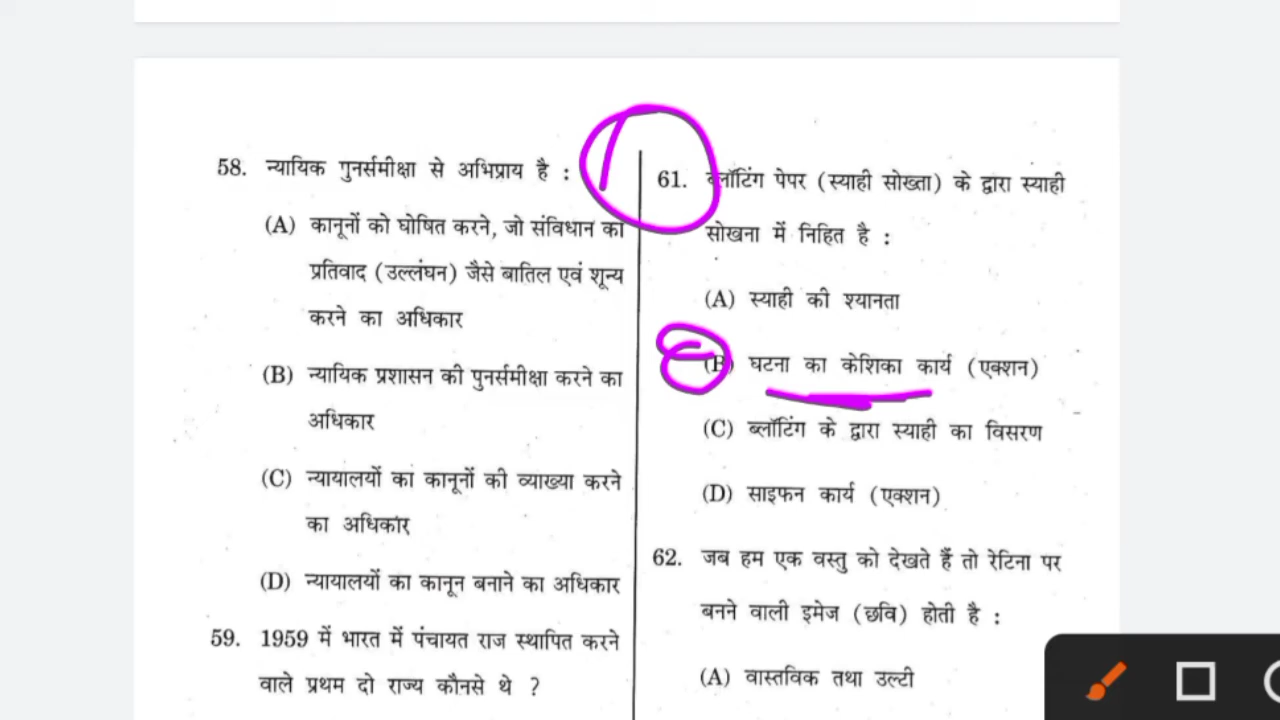 58. न्यायिक पुनर्समीक्षा से अभिप्राय है :
(A) कानूनों को घोषित करने, जो संविधान का
प्रतिवाद (उल्लंघन) जैसे बातिल एवं शून्य
करने का अधिकार
(B) न्यायिक प्रशासन की पुनर्समीक्षा करने का
अधिकार
(C) न्यायालयों का कानूनों की व्याख्या करने
का अधिकार
(D) न्यायालयों का कानून बनाने का अधिकार
59. 1959 में भारत में पंचायत राज स्थापित करने
वाले प्रथम दो राज्य कौनसे थे ?
61. ब्लॉटिंग पेपर (स्याही सोख्ता) के द्वारा स्याही
सोखना में निहित है :
(A) स्याही की श्यानता
(B) घटना का केशिका कार्य (एक्शन)
(C) ब्लॉटिंग के द्वारा स्याही का विसरण
(D) साइफन कार्य (एक्शन)
62. जब हम एक वस्तु को देखते हैं तो रेटिना पर
बनने वाली इमेज (छवि) होती है :
(A) वास्तविक तथा उल्टी